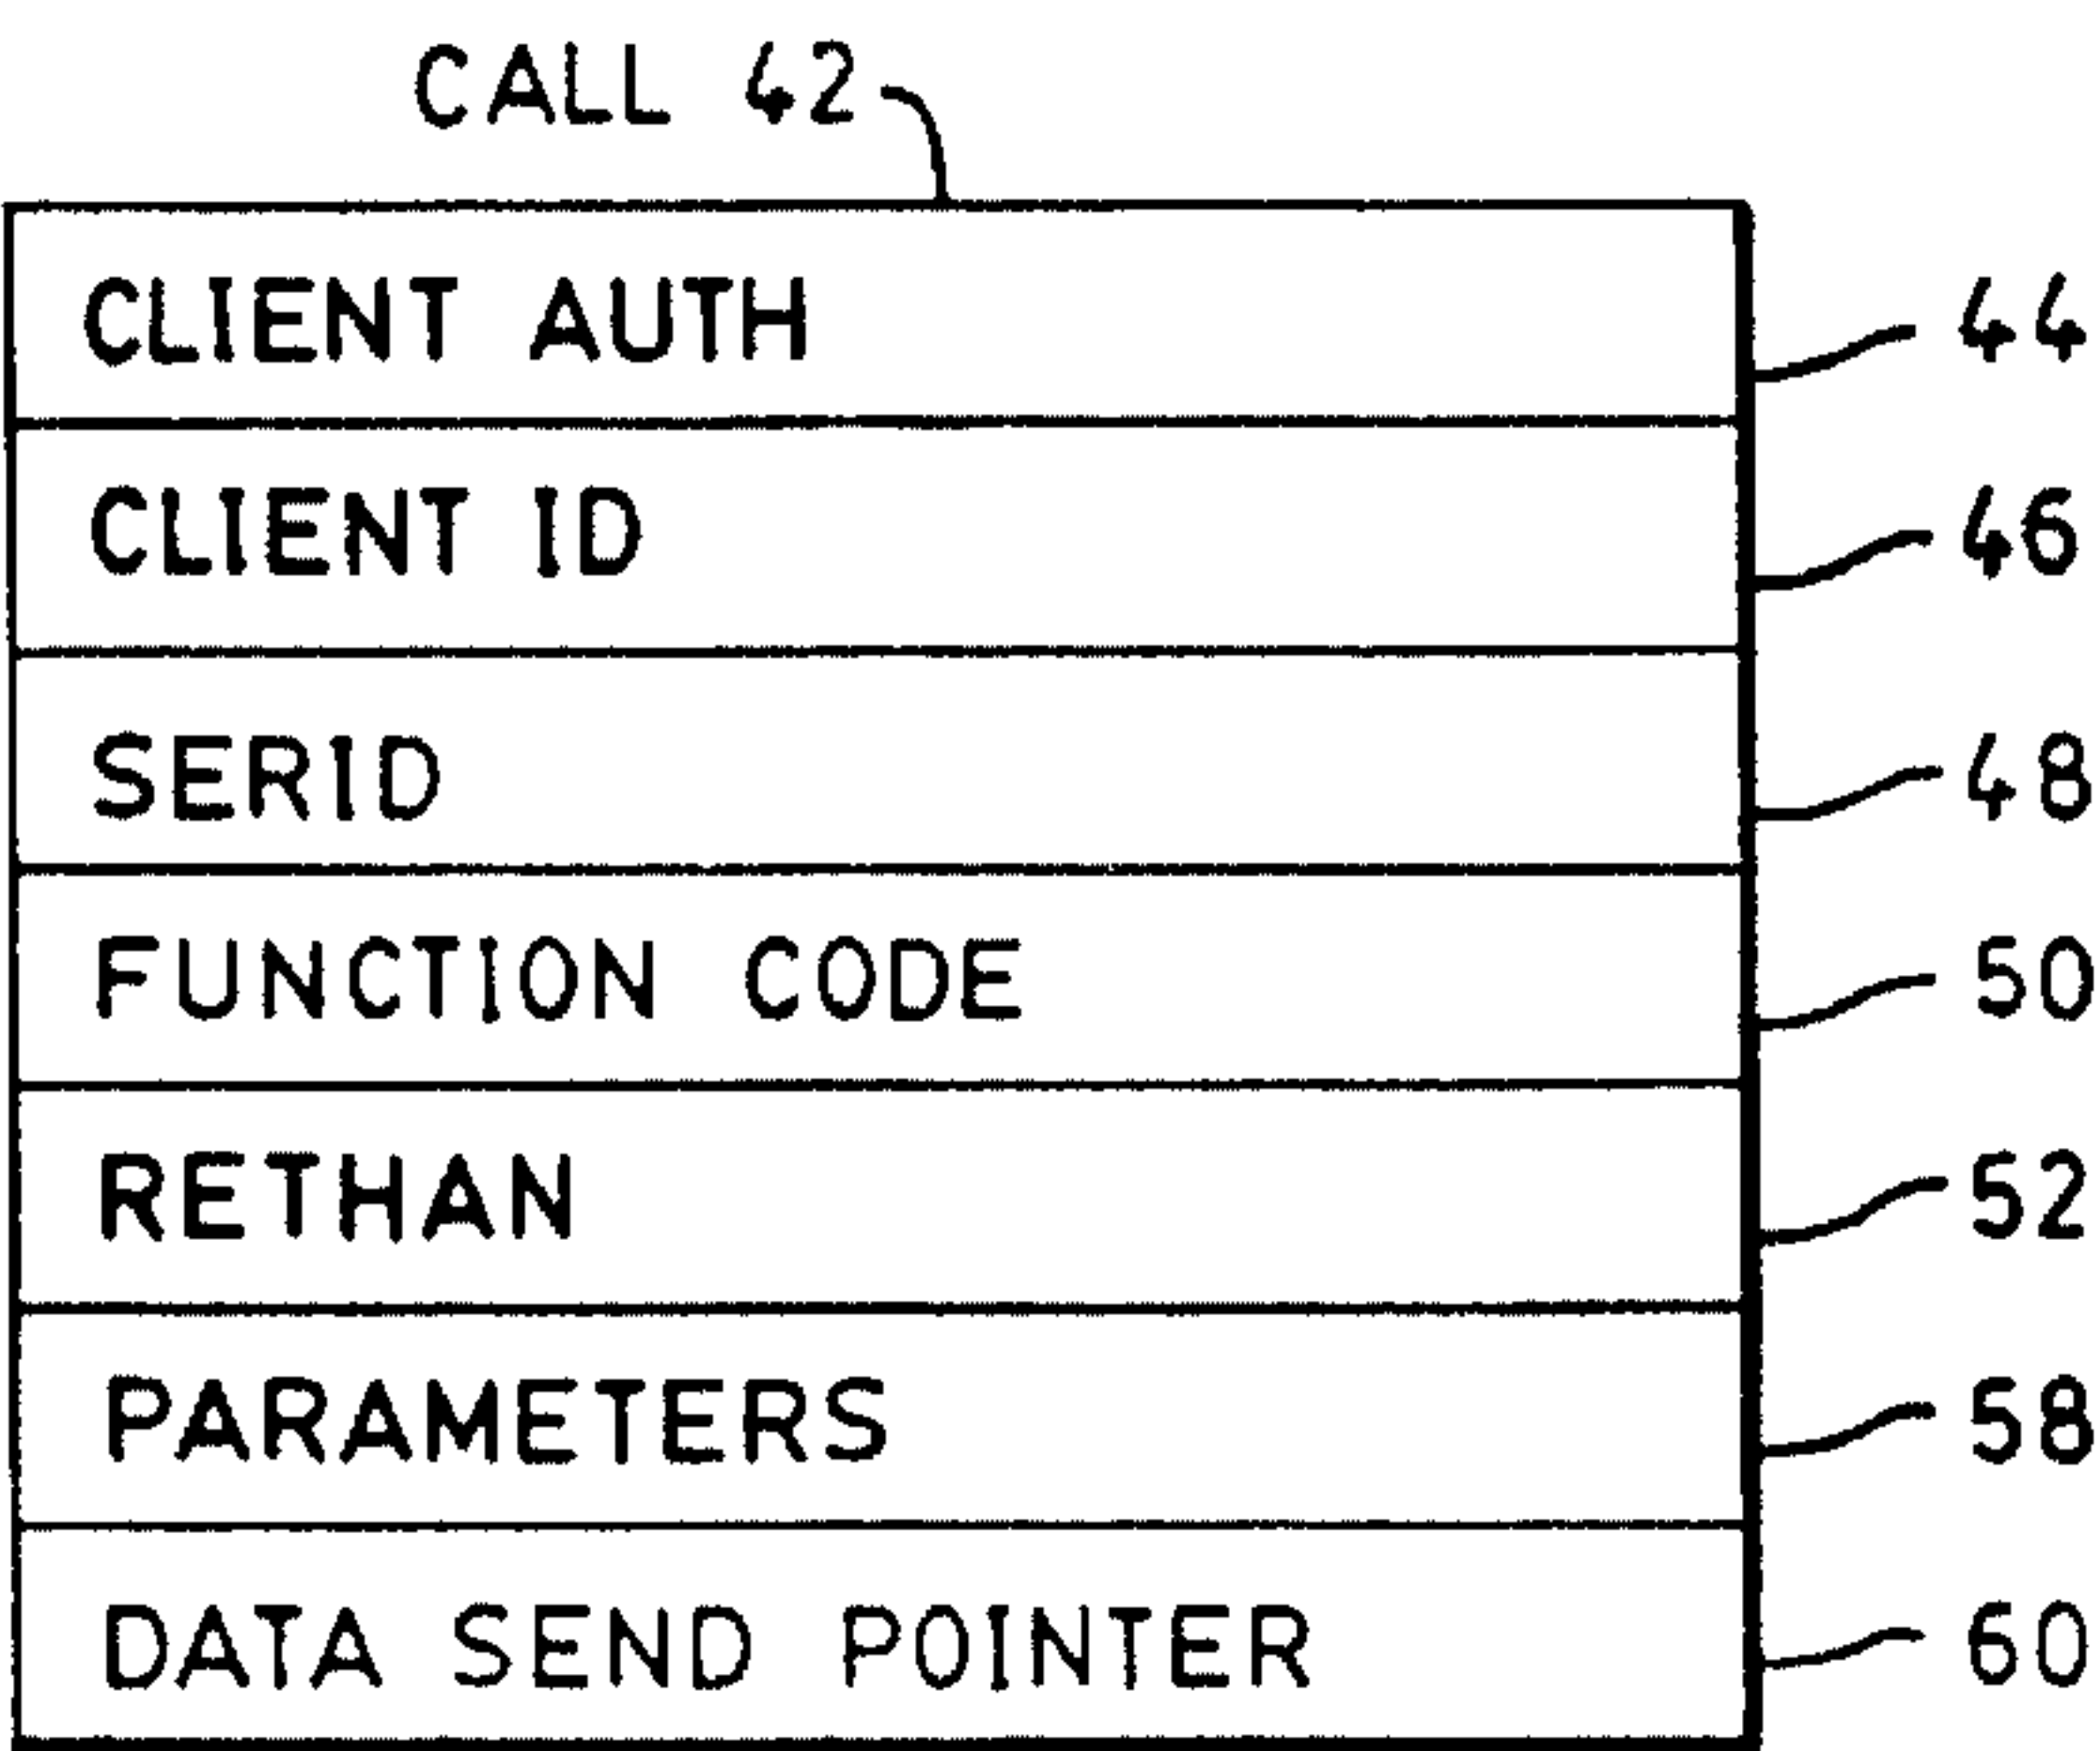 CALL 42
CLIENT AUTH 44
CLIENT ID 46
SERID 48
FUNCTION CODE 50
RETHAN 52
PARAMETERS 58
DATA SEND POINTER 60